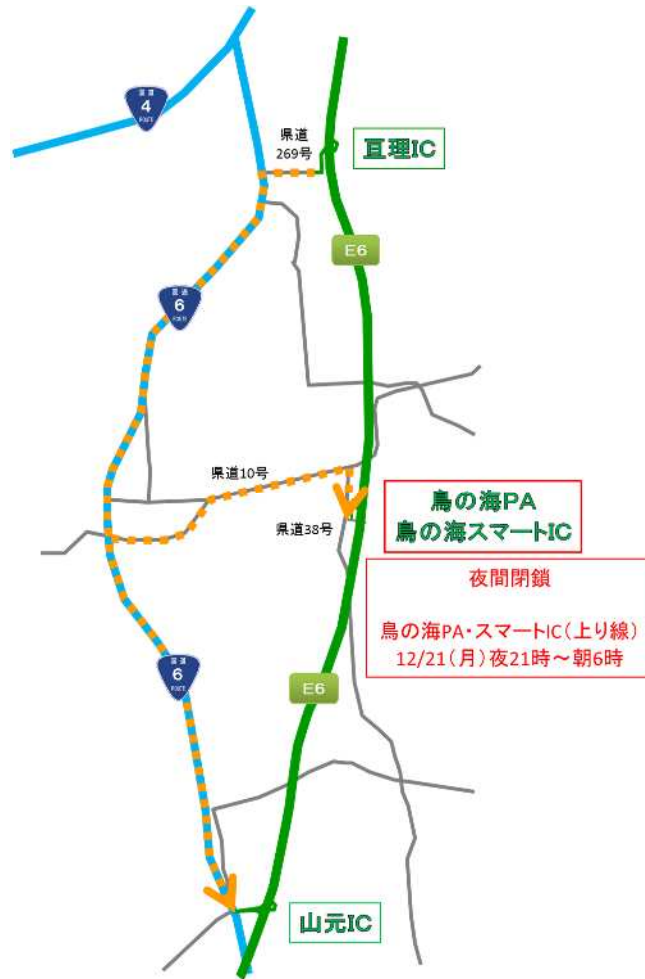 国道
4
ROUTE
県道
269号
亘理IC
E6
国道
6
ROUTE
県道10号
鳥の海PA
鳥の海スマートIC
県道38号
夜間閉鎖
鳥の海PA・スマートIC(上り線)
12/21(月)夜21時～朝6時
国道
6
ROUTE
E6
山元IC